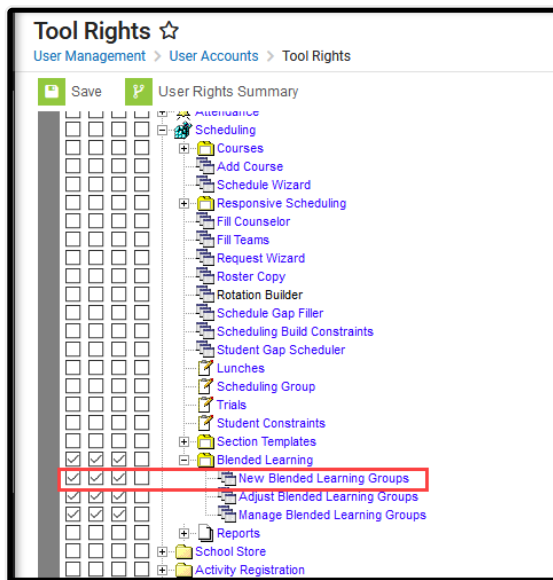 Tool Rights
User Management > User Accounts > Tool Rights
Save User Rights Summary
Attendance
Scheduling
Courses
Add Course
Schedule Wizard
Responsive Scheduling
Fill Counselor
Fill Teams
Request Wizard
Roster Copy
Rotation Builder
Schedule Gap Filler
Scheduling Build Constraints
Student Gap Scheduler
Lunches
Scheduling Group
Trials
Student Constraints
Section Templates
Blended Learning
New Blended Learning Groups
Adjust Blended Learning Groups
Manage Blended Learning Groups
Reports
School Store
Activity Registration